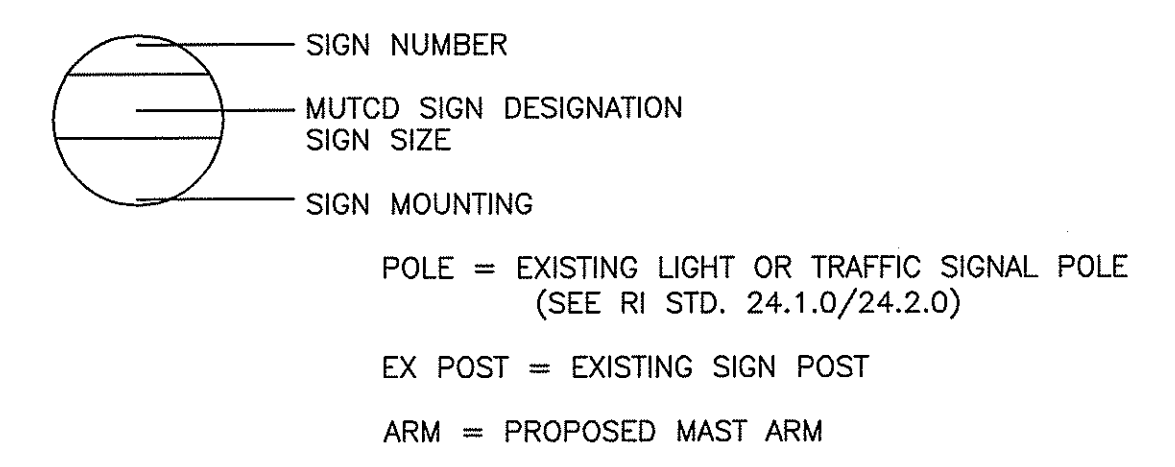 SIGN NUMBER
MUTCD SIGN DESIGNATION
SIGN SIZE
SIGN MOUNTING
POLE = EXISTING LIGHT OR TRAFFIC SIGNAL POLE
(SEE RI STD. 24.1.0/24.2.0)
EX POST = EXISTING SIGN POST
ARM = PROPOSED MAST ARM